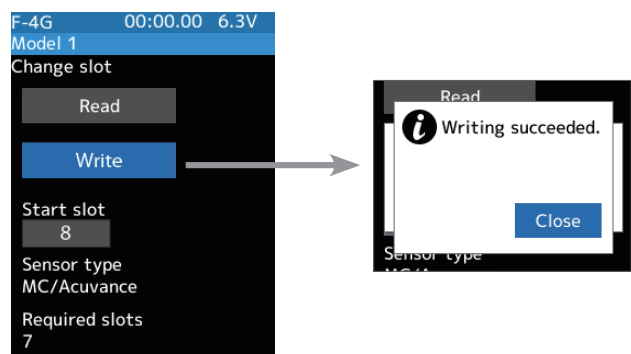 F-4G 00:00.00 6.3V
Model 1
Change slot
Read
Write
Start slot
8
Sensor type
MC/Acuvance
Required slots
7
Read
Writing succeeded.
Close
Sensor type